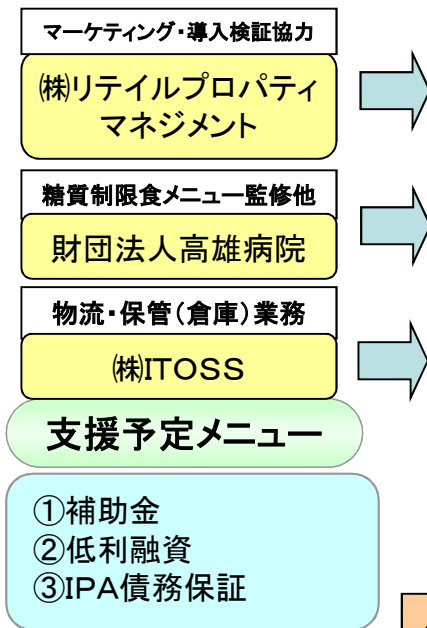 マーケティング・導入検証協力
㈱リテイルプロパティ
マネジメント
糖質制限食メニュー監修他
財団法人高雄病院
物流・保管(倉庫)業務
㈱ITOSS
支援予定メニュー
①補助金
②低利融資
③IPA債務保証